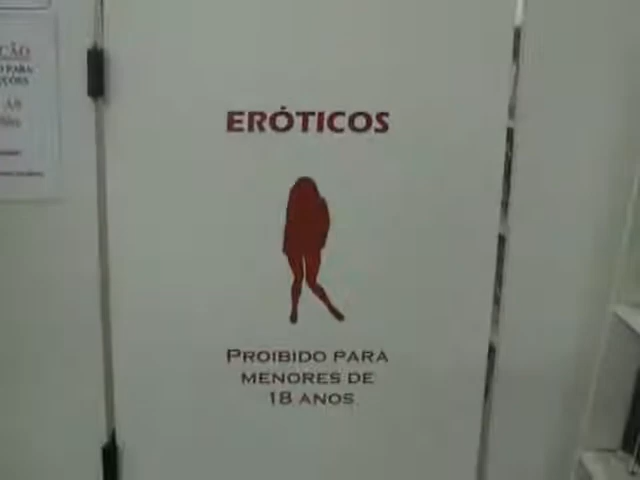 ERÓTICOS
PROIBIDO PARA
MENORES DE
18 ANOS